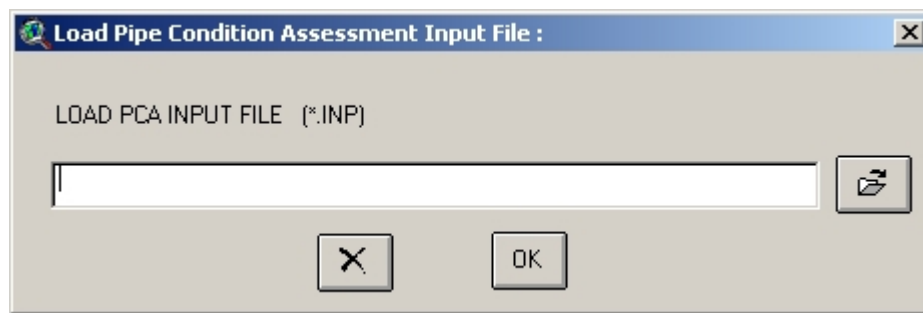 Load Pipe Condition Assessment Input File :
LOAD PCA INPUT FILE (*.INP)
OK